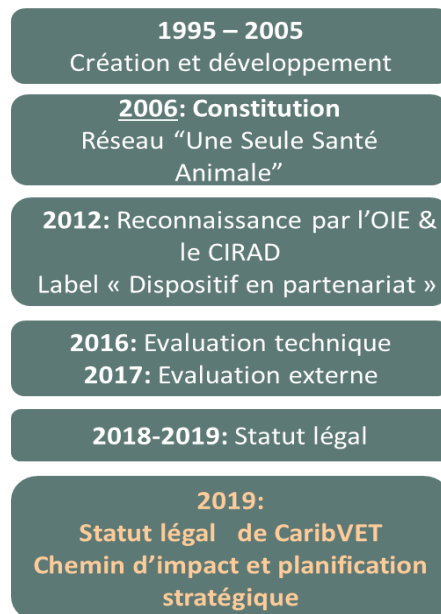 1995 – 2005
Création et développement
2006: Constitution
Réseau “Une Seule Santé
Animale”
2012: Reconnaissance par l’OIE &
le CIRAD
Label « Dispositif en partenariat »
2016: Evaluation technique
2017: Evaluation externe
2018-2019: Statut légal
2019:
Statut légal de CaribVET
Chemin d’impact et planification
stratégique